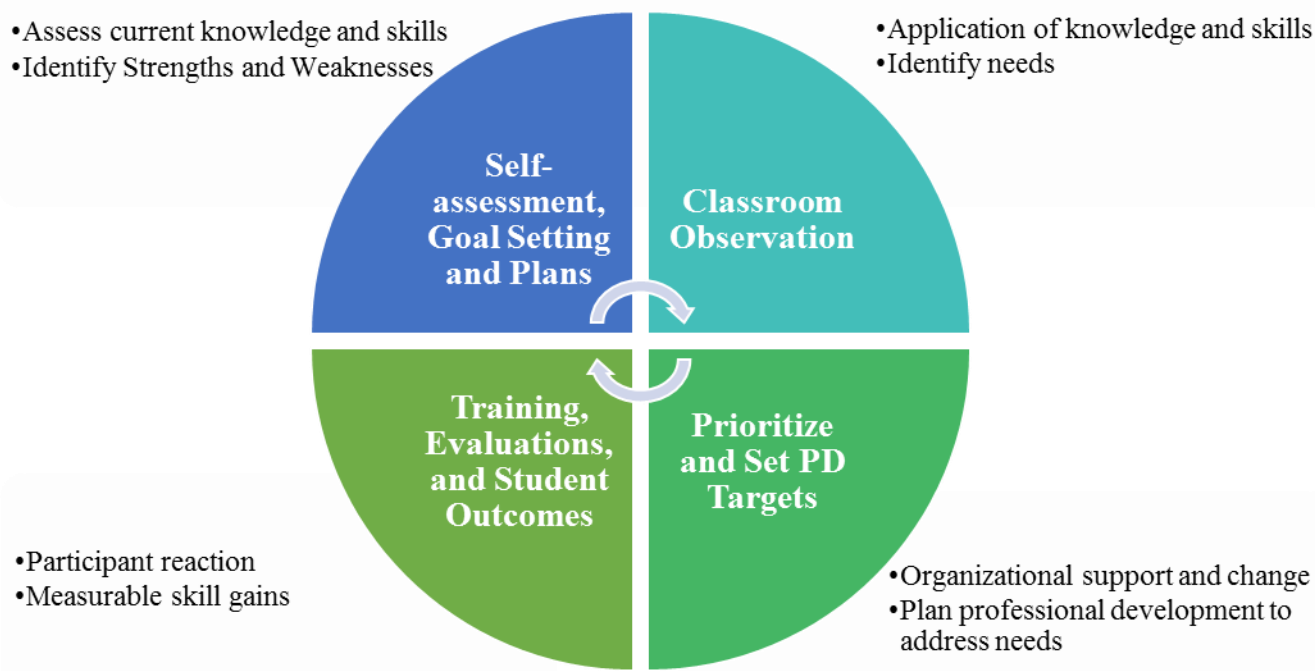 •Assess current knowledge and skills
•Identify Strengths and Weaknesses
•Application of knowledge and skills
•Identify needs
Self-
assessment,
Goal Setting
and Plans
Classroom
Observation
Training,
Evaluations,
and Student
Outcomes
Prioritize
and Set PD
Targets
•Participant reaction
•Measurable skill gains
•Organizational support and change
•Plan professional development to
address needs